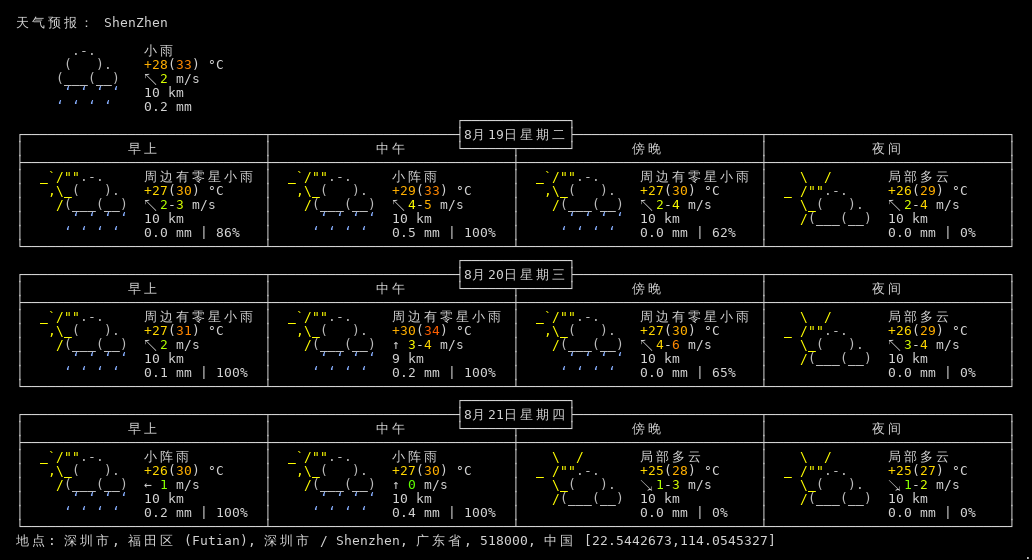 天气预报： ShenZhen
小雨
+28(33) °C
↖ 2 m/s
10 km
0.2 mm
8月19日星期二
早上 中午 傍晚 夜间
周边有零星小雨 小阵雨 周边有零星小雨 局部多云
+27(30) °C +29(33) °C +27(30) °C +26(29) °C
↖ 2-3 m/s ↖ 4-5 m/s ↖ 2-4 m/s ↖ 2-4 m/s
10 km 10 km 10 km 10 km
0.0 mm | 86% 0.5 mm | 100% 0.0 mm | 62% 0.0 mm | 0%
8月20日星期三
早上 中午 傍晚 夜间
周边有零星小雨 周边有零星小雨 周边有零星小雨 局部多云
+27(31) °C +30(34) °C +27(30) °C +26(29) °C
↖ 2 m/s ↑ 3-4 m/s ↖ 4-6 m/s ↖ 3-4 m/s
10 km 9 km 10 km 10 km
0.1 mm | 100% 0.2 mm | 100% 0.0 mm | 65% 0.0 mm | 0%
8月21日星期四
早上 中午 傍晚 夜间
小阵雨 小阵雨 局部多云 局部多云
+26(30) °C +27(30) °C +25(28) °C +25(27) °C
← 1 m/s ↑ 0 m/s ↘ 1-3 m/s ↘ 1-2 m/s
10 km 10 km 10 km 10 km
0.2 mm | 100% 0.4 mm | 100% 0.0 mm | 0% 0.0 mm | 0%
地点: 深圳市, 福田区 (Futian), 深圳市 / Shenzhen, 广东省, 518000, 中国 [22.5442673,114.0545327]